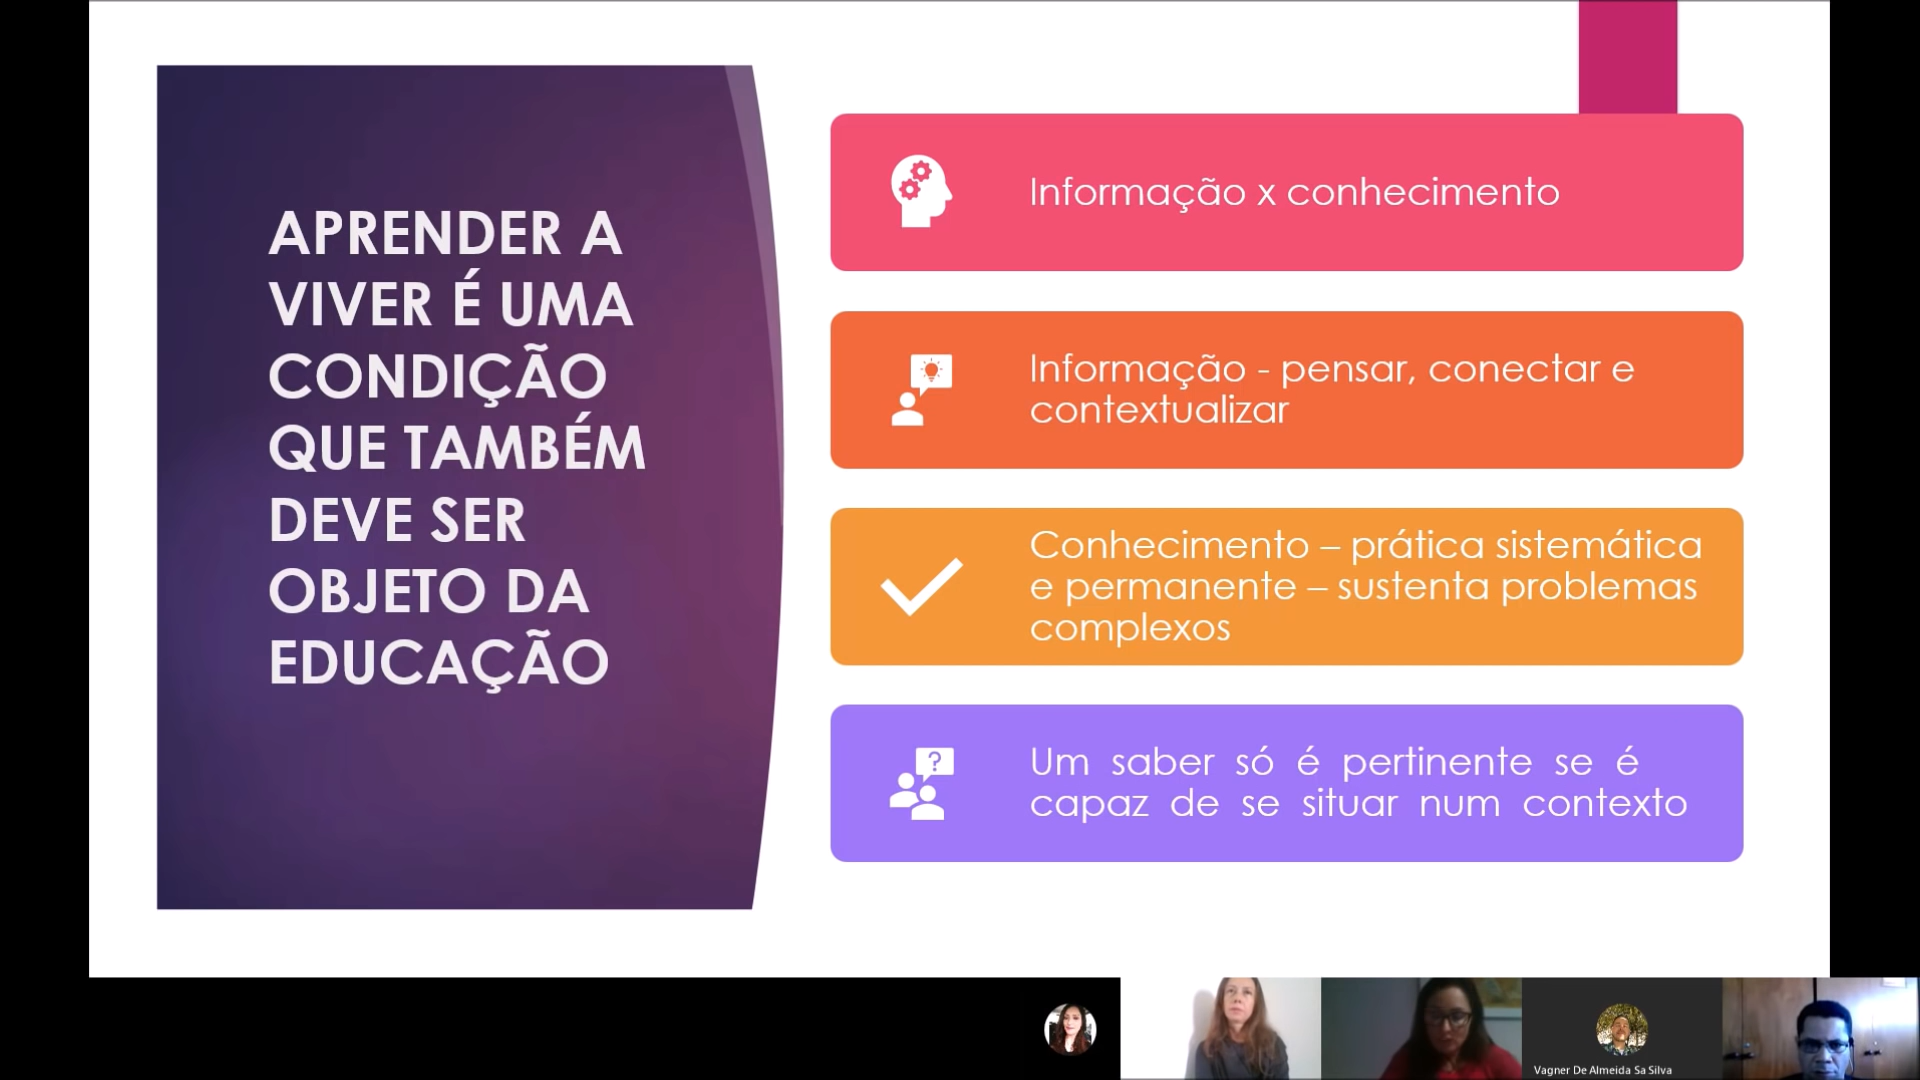 APRENDER A
VIVER É UMA
CONDIÇÃO
QUE TAMBÉM
DEVE SER
OBJETO DA
EDUCAÇÃO
Informação x conhecimento
Informação - pensar, conectar e
contextualizar
Conhecimento – prática sistemática
e permanente – sustenta problemas
complexos
?
Um saber só é pertinente se é
capaz de se situar num contexto
Vagner De Almeida Sa Silva